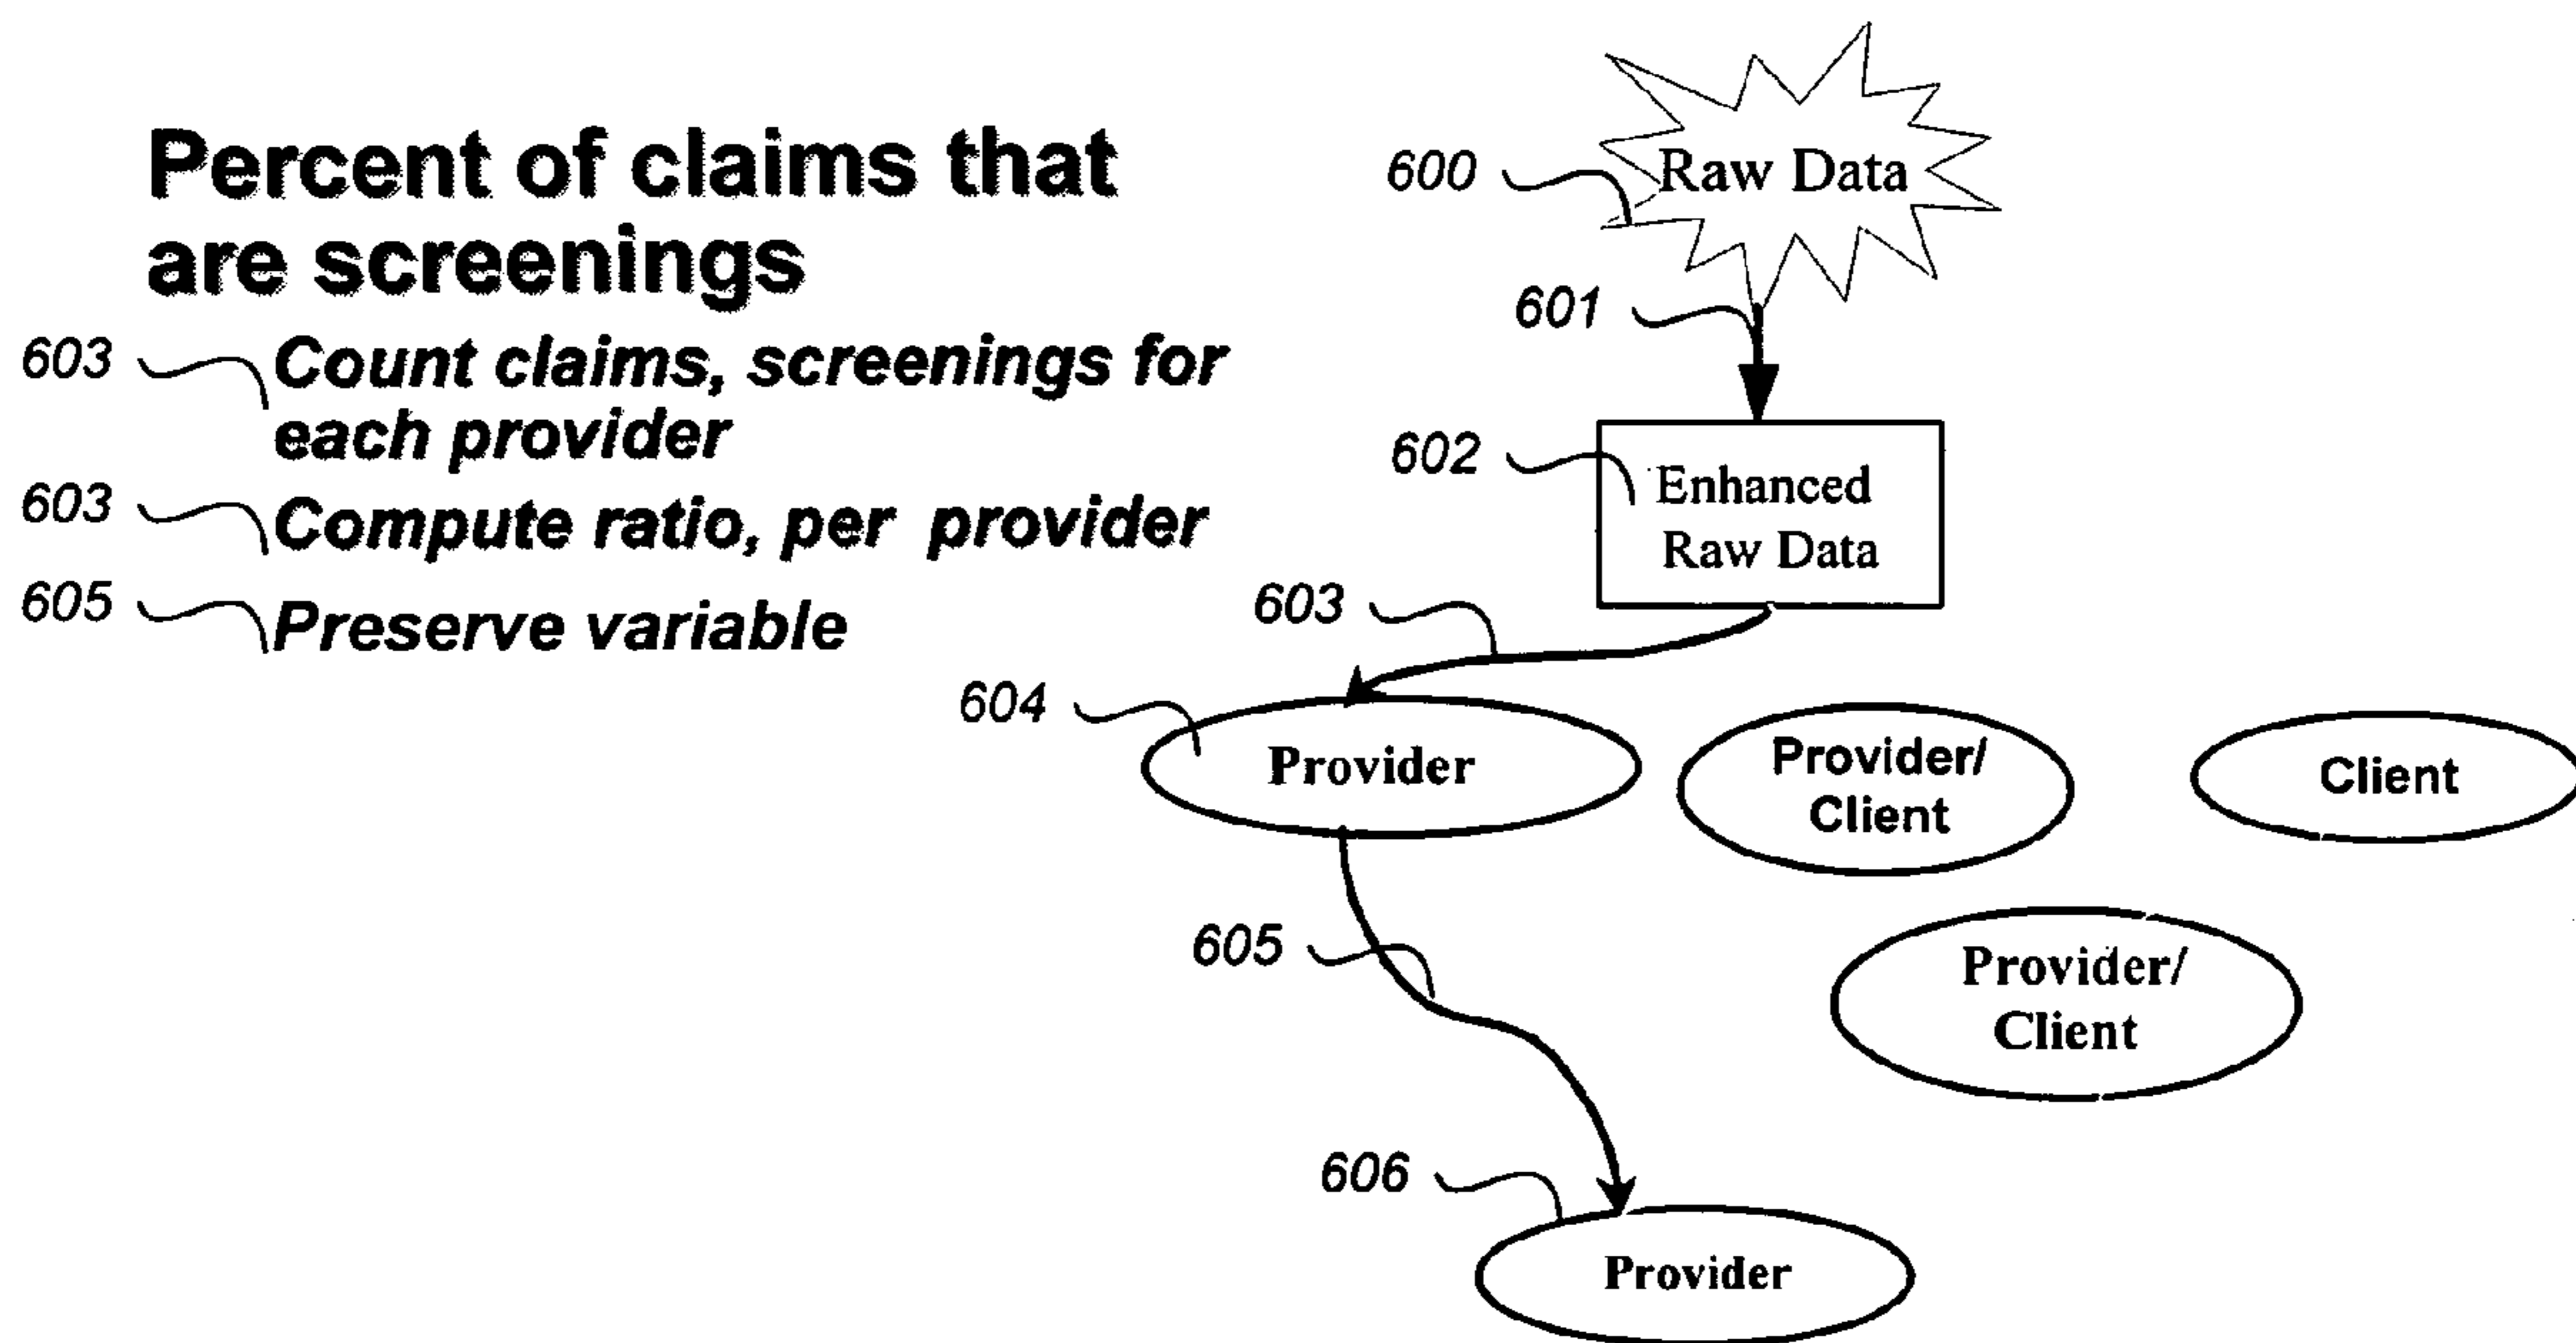 Percent of claims that
are screenings
603 Count claims, screenings for
each provider
603 Compute ratio, per provider
605 Preserve variable
600 Raw Data
601
602 Enhanced
Raw Data
603
604 Provider
Provider/
Client
Client
605
Provider/
Client
606
Provider